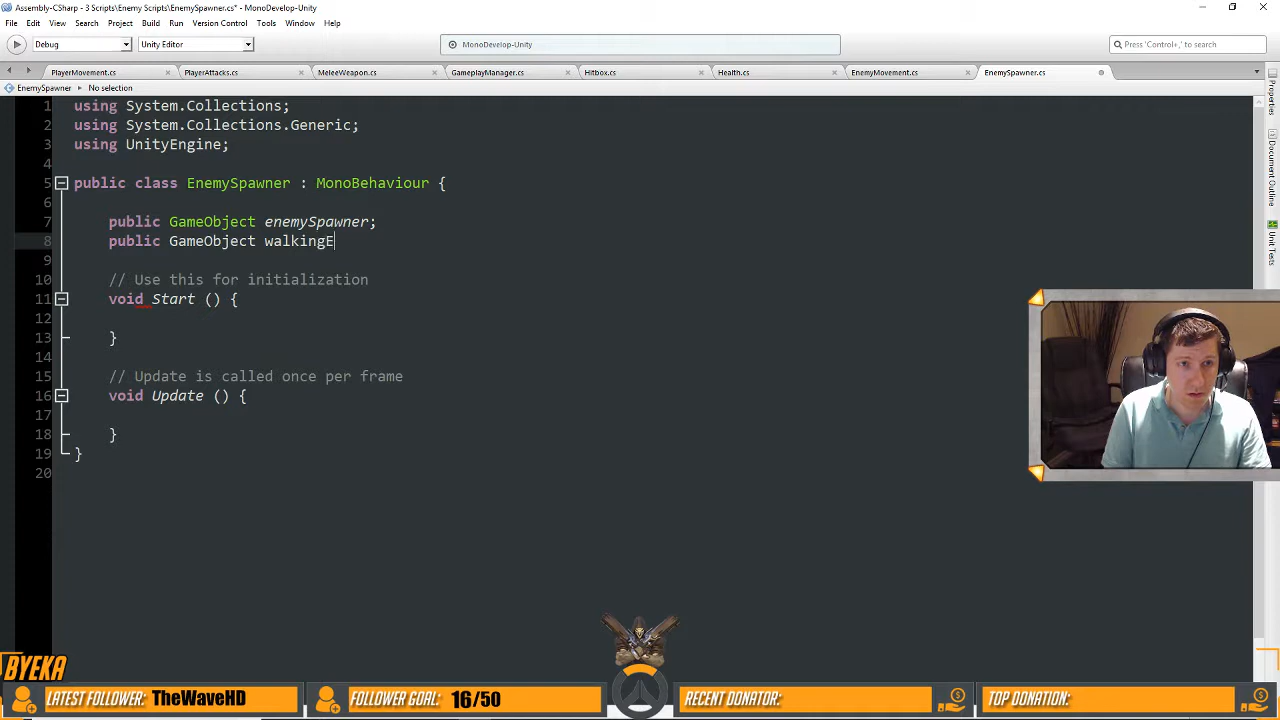 Assembly-CSharp - 3 Scripts\Enemy Scripts\EnemySpawner.cs* - MonoDevelop-Unity
File Edit View Search Project Build Run Version Control Tools Window Help
Debug Unity Editor MonoDevelop-Unity Press 'Control+,' to search
PlayerMovement.cs PlayerAttacks.cs MeleeWeapon.cs GameplayManager.cs Hitbox.cs Health.cs EnemyMovement.cs EnemySpawner.cs
EnemySpawner No selection
1 using System.Collections;
2 using System.Collections.Generic;
3 using UnityEngine;
4
5 public class EnemySpawner : MonoBehaviour {
6
7 public GameObject enemySpawner;
8 public GameObject walkingE
9
10 // Use this for initialization
11 void Start () {
12
13 }
14
15 // Update is called once per frame
16 void Update () {
17
18 }
19 }
20
Properties
Document Outline
Unit Tests
BYEKA
LATEST FOLLOWER: TheWaveHD FOLLOWER GOAL: 16/50 RECENT DONATOR: TOP DONATION: